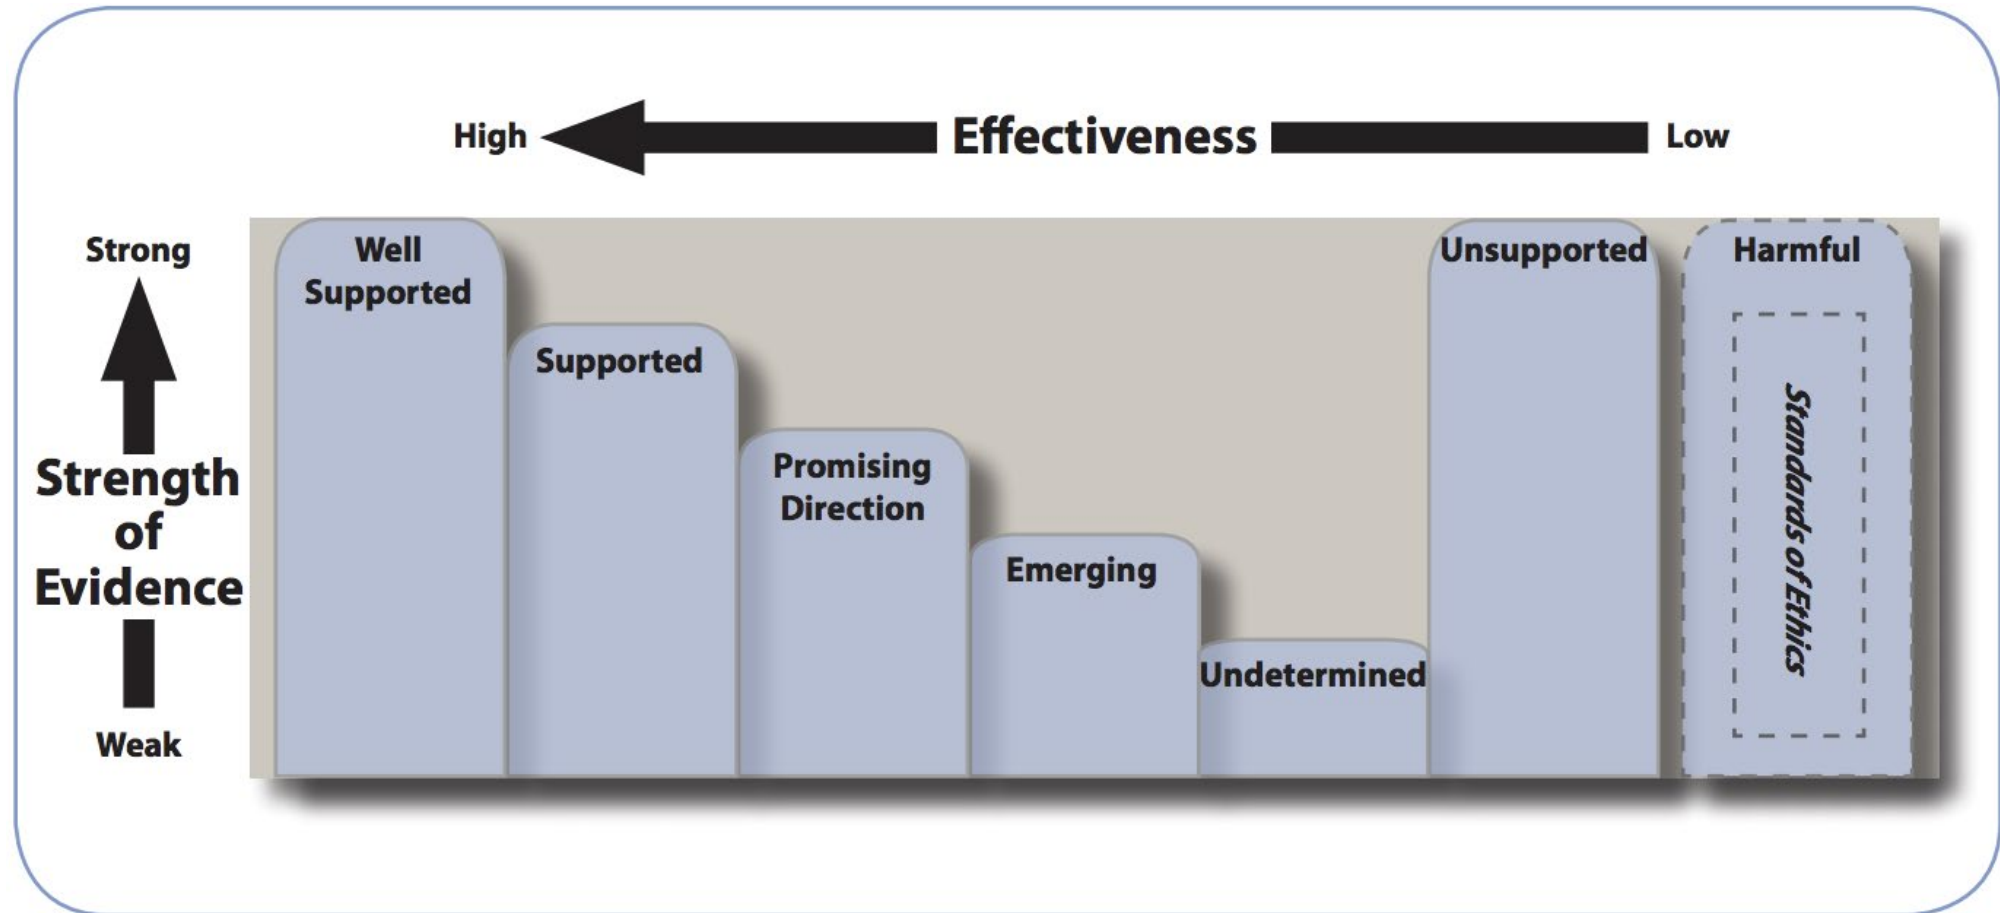 High
Effectiveness
Low
Strong
Strength
of
Evidence
Weak
Well
Supported
Supported
Promising
Direction
Emerging
Undetermined
Unsupported
Harmful
Standards of Ethics